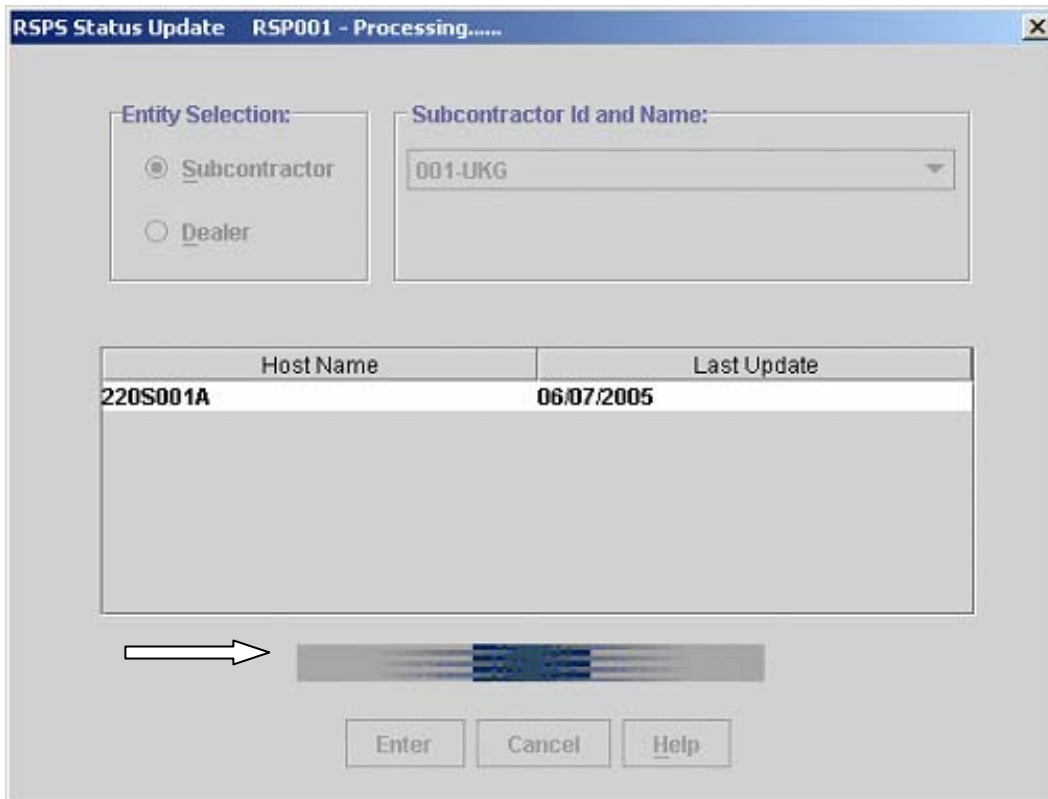 RSPS Status Update RSP001 - Processing......
Entity Selection:
Subcontractor
Dealer
Subcontractor Id and Name:
001-UKG
Host Name Last Update
220S001A 06/07/2005
Enter Cancel Help